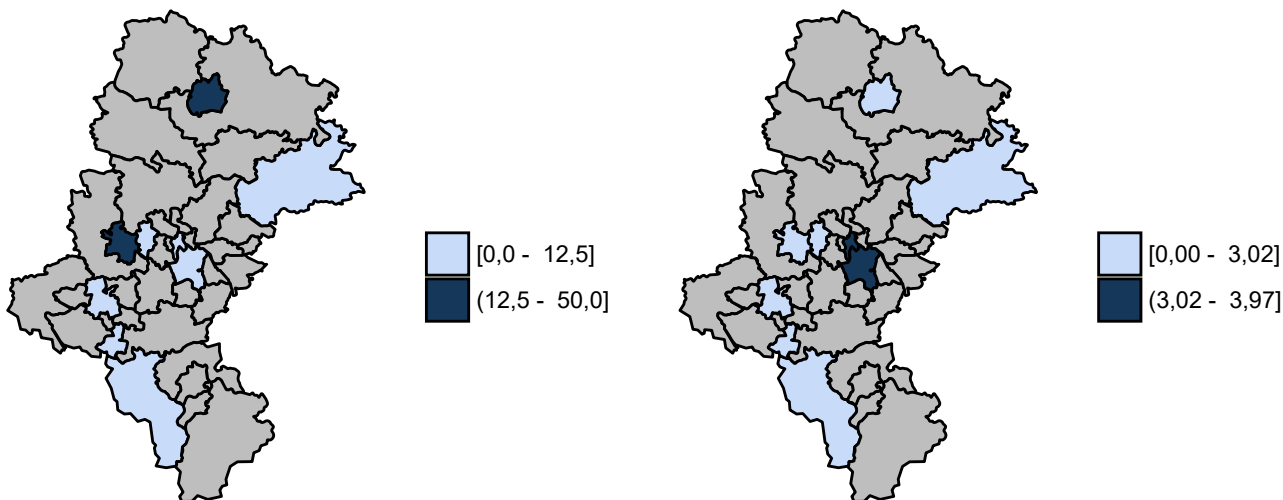 [0,0 - 12,5]
(12,5 - 50,0]
[0,00 - 3,02]
(3,02 - 3,97]